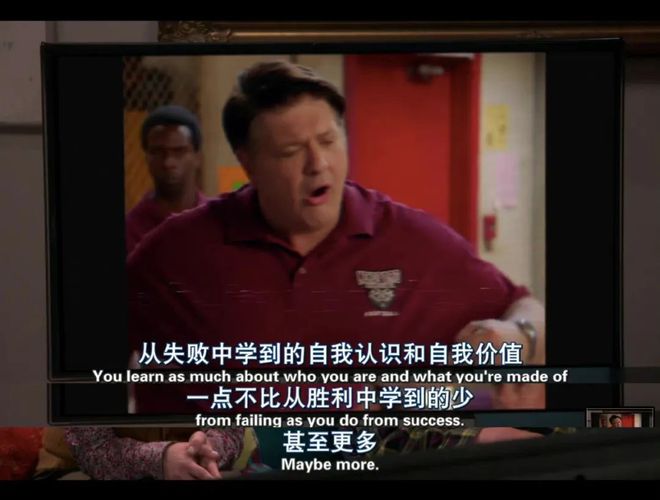 从失败中学到的自我认识和自我价值
You learn as much about who you are and what you're made of
一点不比从胜利中学到的少
from failing as you do from success.
甚至更多
Maybe more.